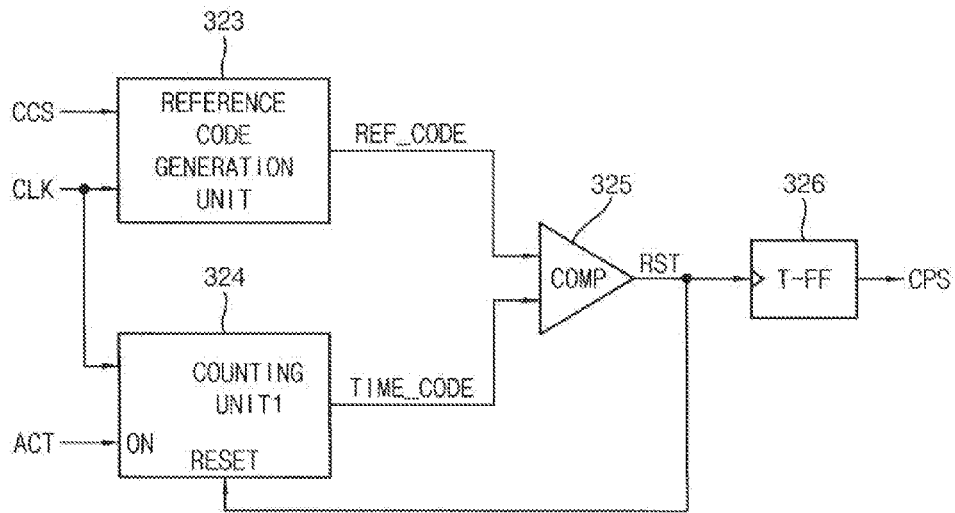 323
CCS
REFERENCE
CODE
GENERATION
UNIT
CLK
REF_CODE
325
326
COMP
RST
T-FF
CPS
324
COUNTING
UNIT1
TIME_CODE
ACT
ON
RESET